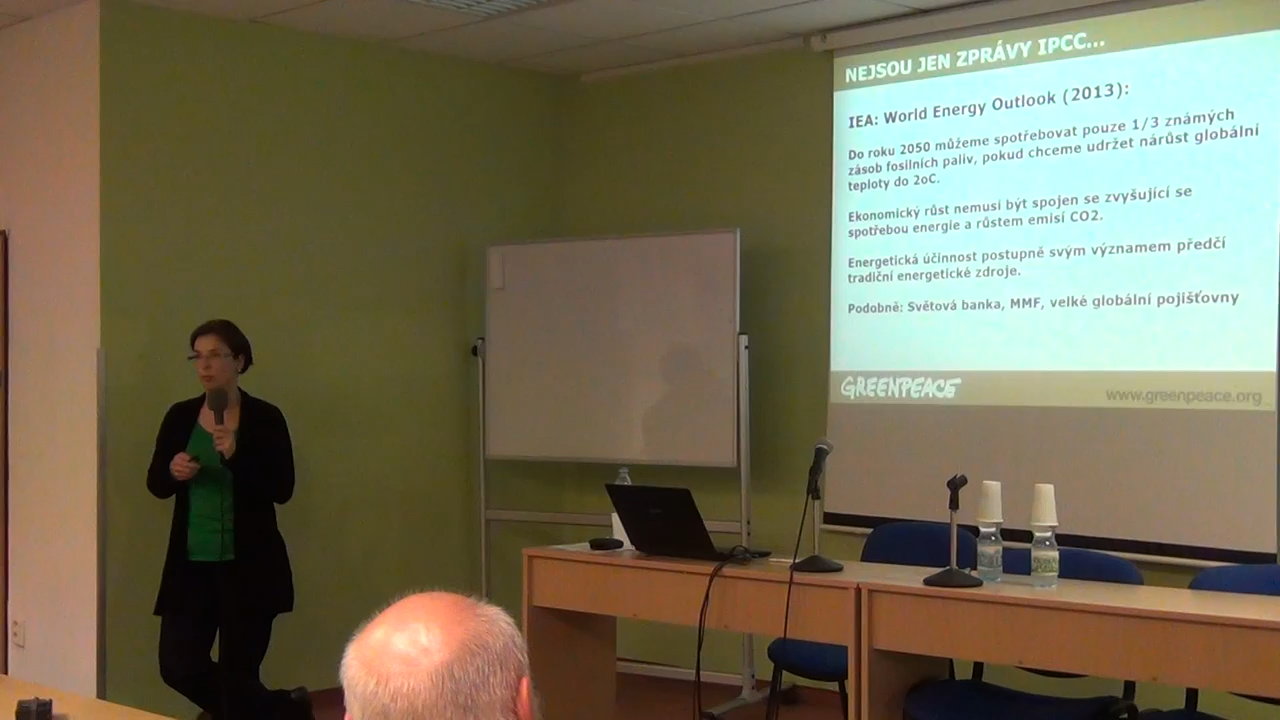 NEJSOU JEN ZPRÁVY IPCC...
IEA: World Energy Outlook (2013):
Do roku 2050 můžeme spotřebovat pouze 1/3 známých
zásob fosilních paliv, pokud chceme udržet nárůst globální
teploty do 2oC.
Ekonomický růst nemusí být spojen se zvyšující se
spotřebou energie a růstem emisí CO2.
Energetická účinnost postupně svým významem předčí
tradiční energetické zdroje.
Podobně: Světová banka, MMF, velké globální pojišťovny
GREENPEACE
www.greenpeace.org